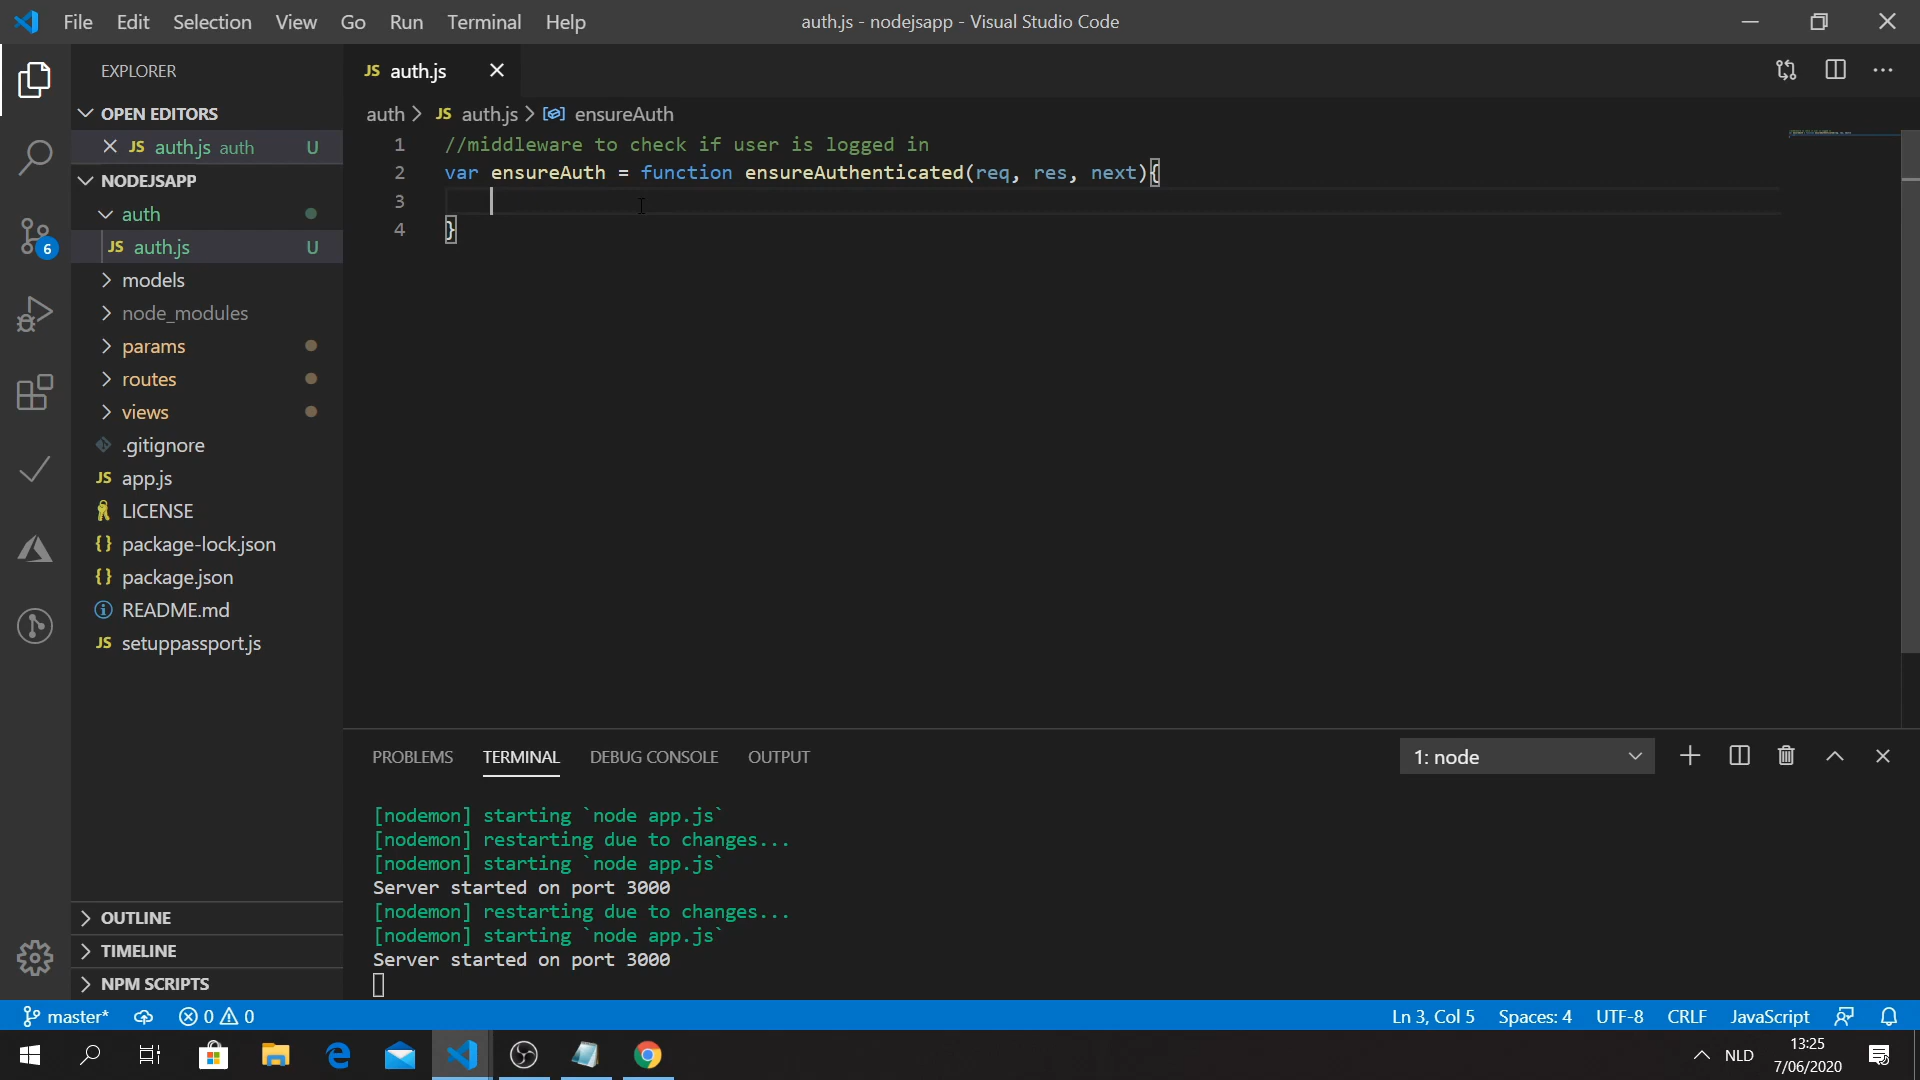 File Edit Selection View Go Run Terminal Help
auth.js - nodejsapp - Visual Studio Code
EXPLORER
OPEN EDITORS
JS auth.js auth U
NODEJSAPP
auth
JS auth.js U
models
node_modules
params
routes
views
.gitignore
JS app.js
LICENSE
{} package-lock.json
{} package.json
README.md
JS setuppassport.js
OUTLINE
TIMELINE
NPM SCRIPTS
6
JS auth.js
auth > JS auth.js > ensureAuth
1 //middleware to check if user is logged in
2 var ensureAuth = function ensureAuthenticated(req, res, next){
3
4 }
PROBLEMS TERMINAL DEBUG CONSOLE OUTPUT
1: node
[nodemon] starting `node app.js`
[nodemon] restarting due to changes...
[nodemon] starting `node app.js`
Server started on port 3000
[nodemon] restarting due to changes...
[nodemon] starting `node app.js`
Server started on port 3000
master* 0 0
Ln 3, Col 5 Spaces: 4 UTF-8 CRLF JavaScript
NLD
13:25
7/06/2020